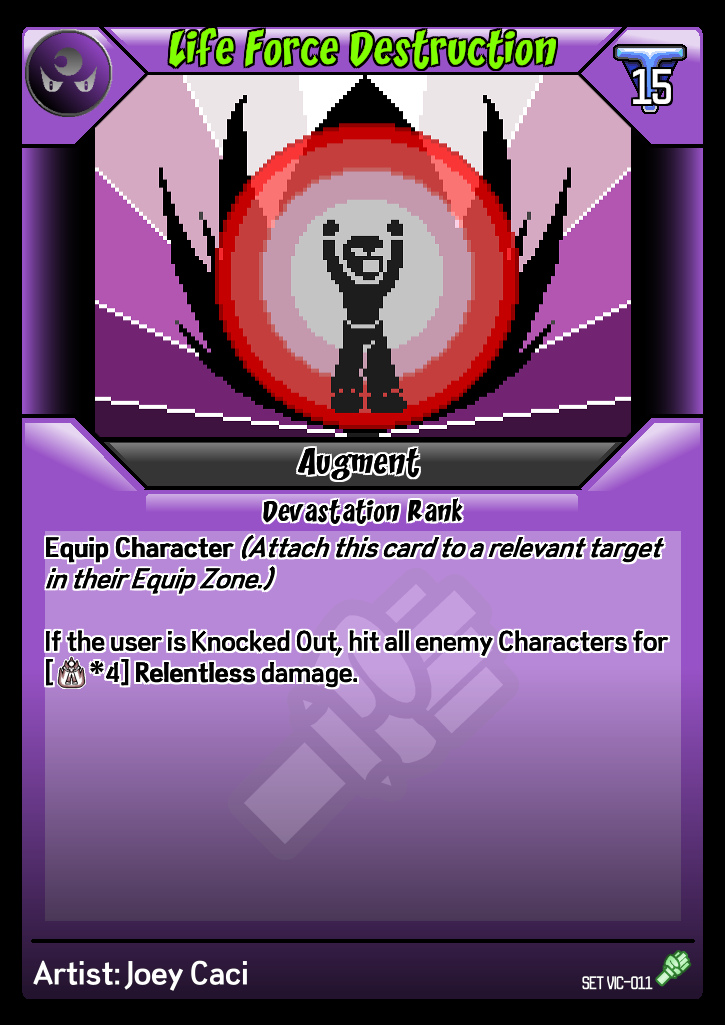 Life Force Destruction
15
Augment
Devastation Rank
Equip Character (Attach this card to a relevant target
in their Equip Zone.)
If the user is Knocked Out, hit all enemy Characters for
[ *4] Relentless damage.
Artist: Joey Caci
SET VIC-011